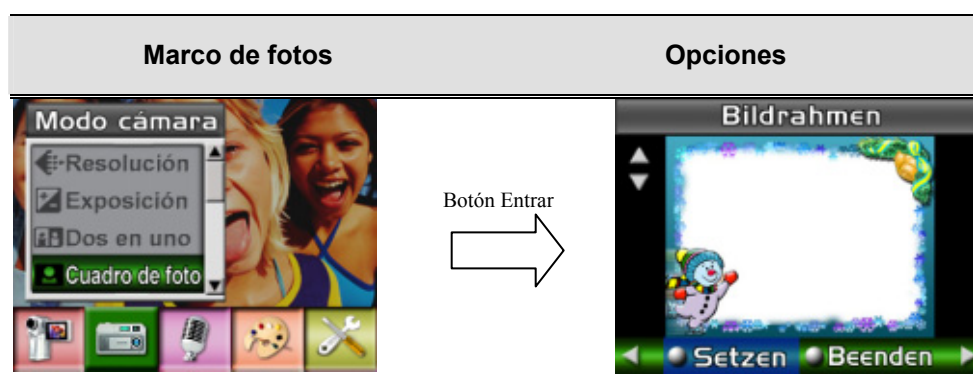 Marco de fotos Opciones
Modo cámara
Resolución
Exposición
Dos en uno
Cuadro de foto
Botón Entrar
Bildrahmen
Setzen Beenden